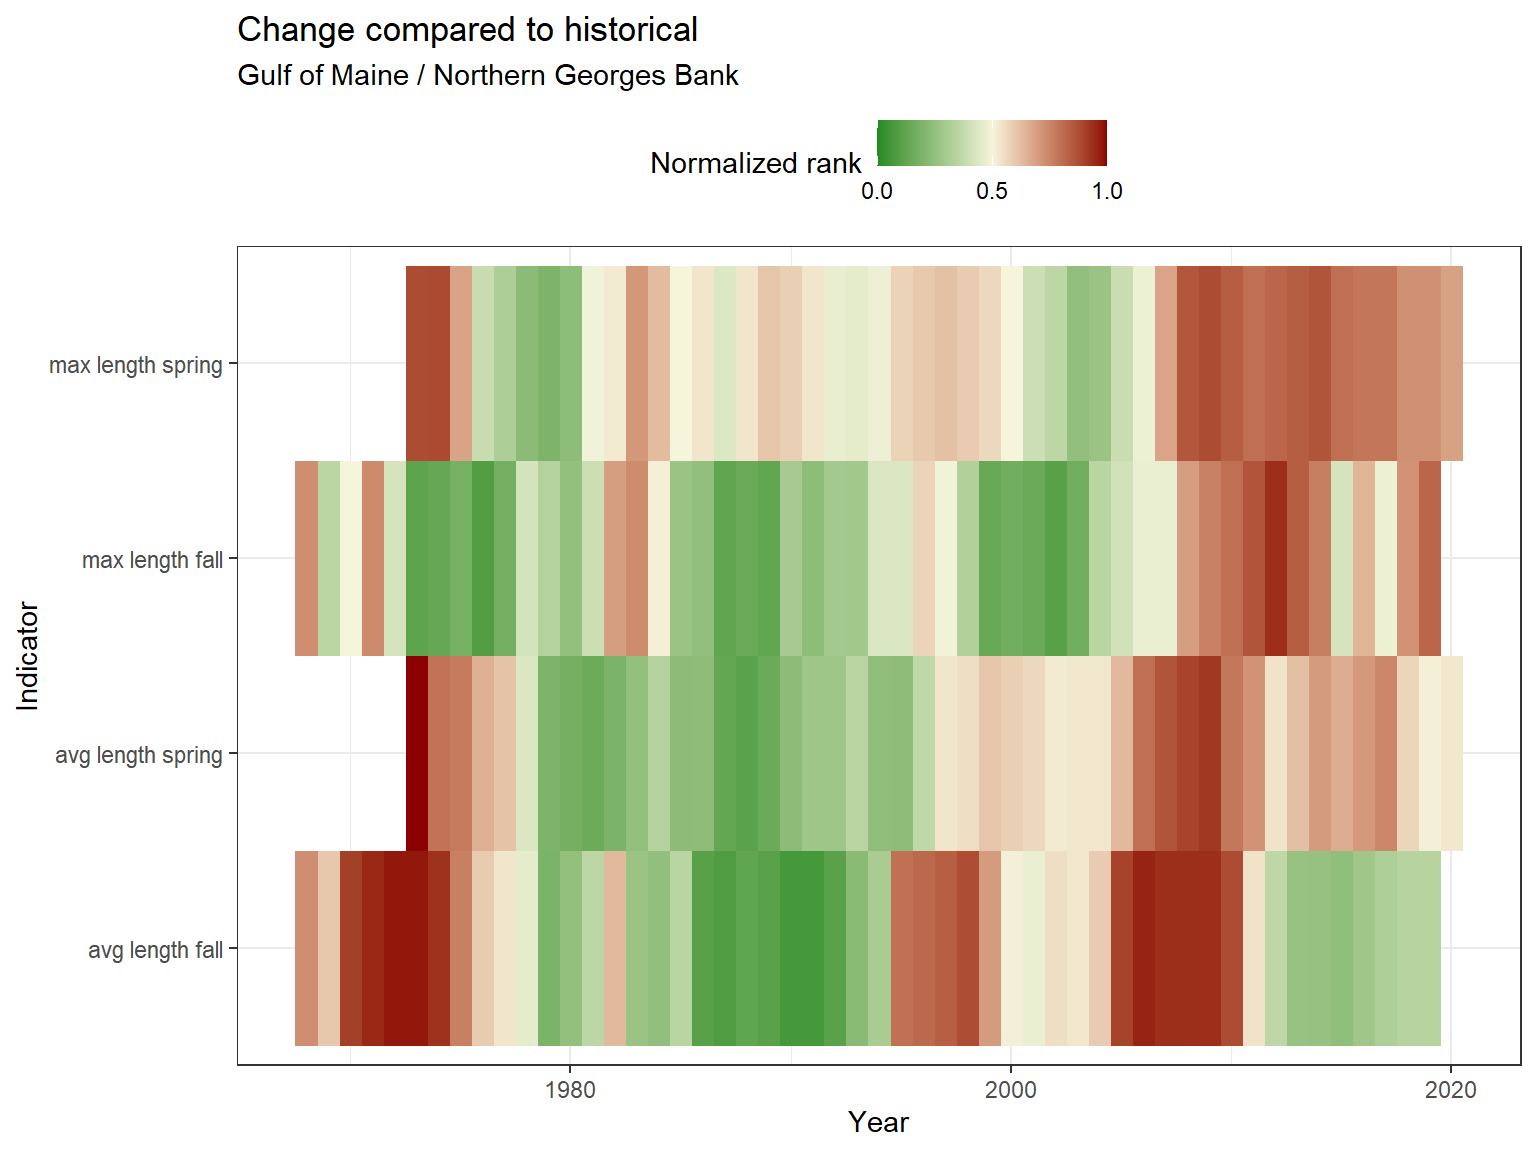 Change compared to historical
Gulf of Maine / Northern Georges Bank
Normalized rank
0.0 0.5 1.0
Indicator
max length spring
max length fall
avg length spring
avg length fall
1980 2000 2020
Year